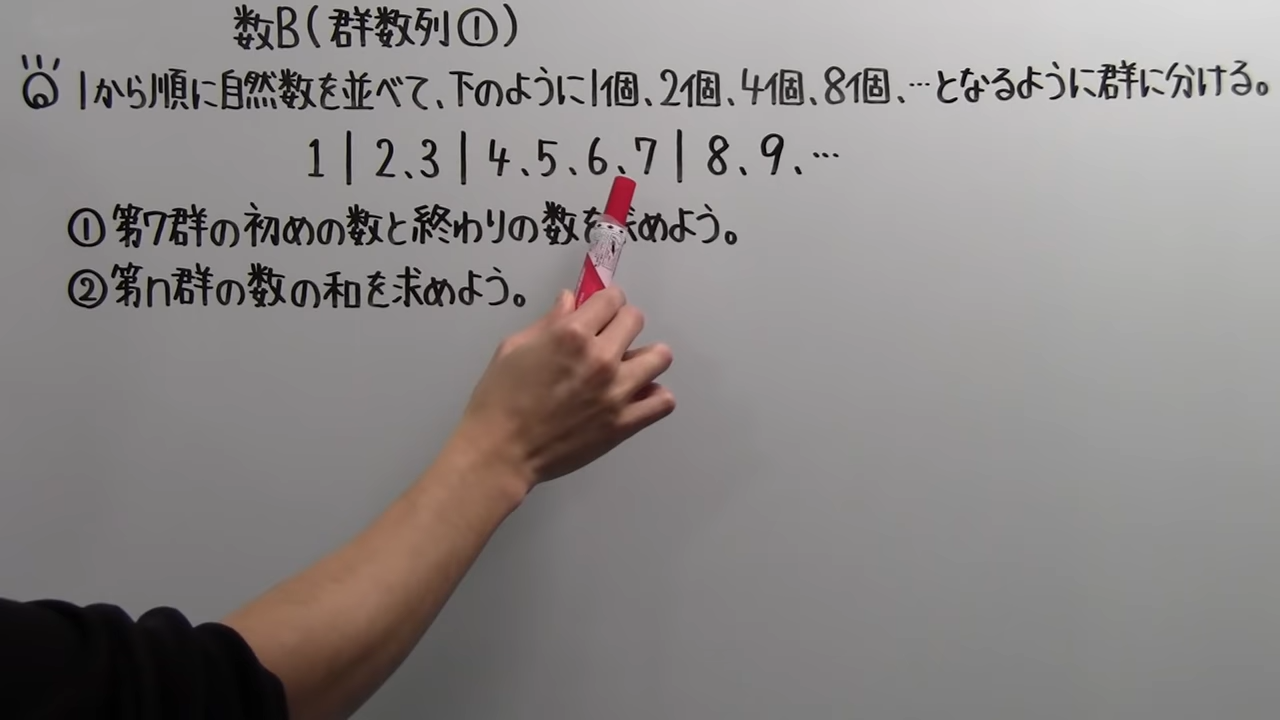 数B(群数列①)
1から順に自然数を並べて、下のように1個、2個、4個、8個、…となるように群に分ける。
1 | 2、3 | 4、5、6、7 | 8、9、…
①第7群の初めの数と終わりの数を求めよう。
②第n群の数の和を求めよう。